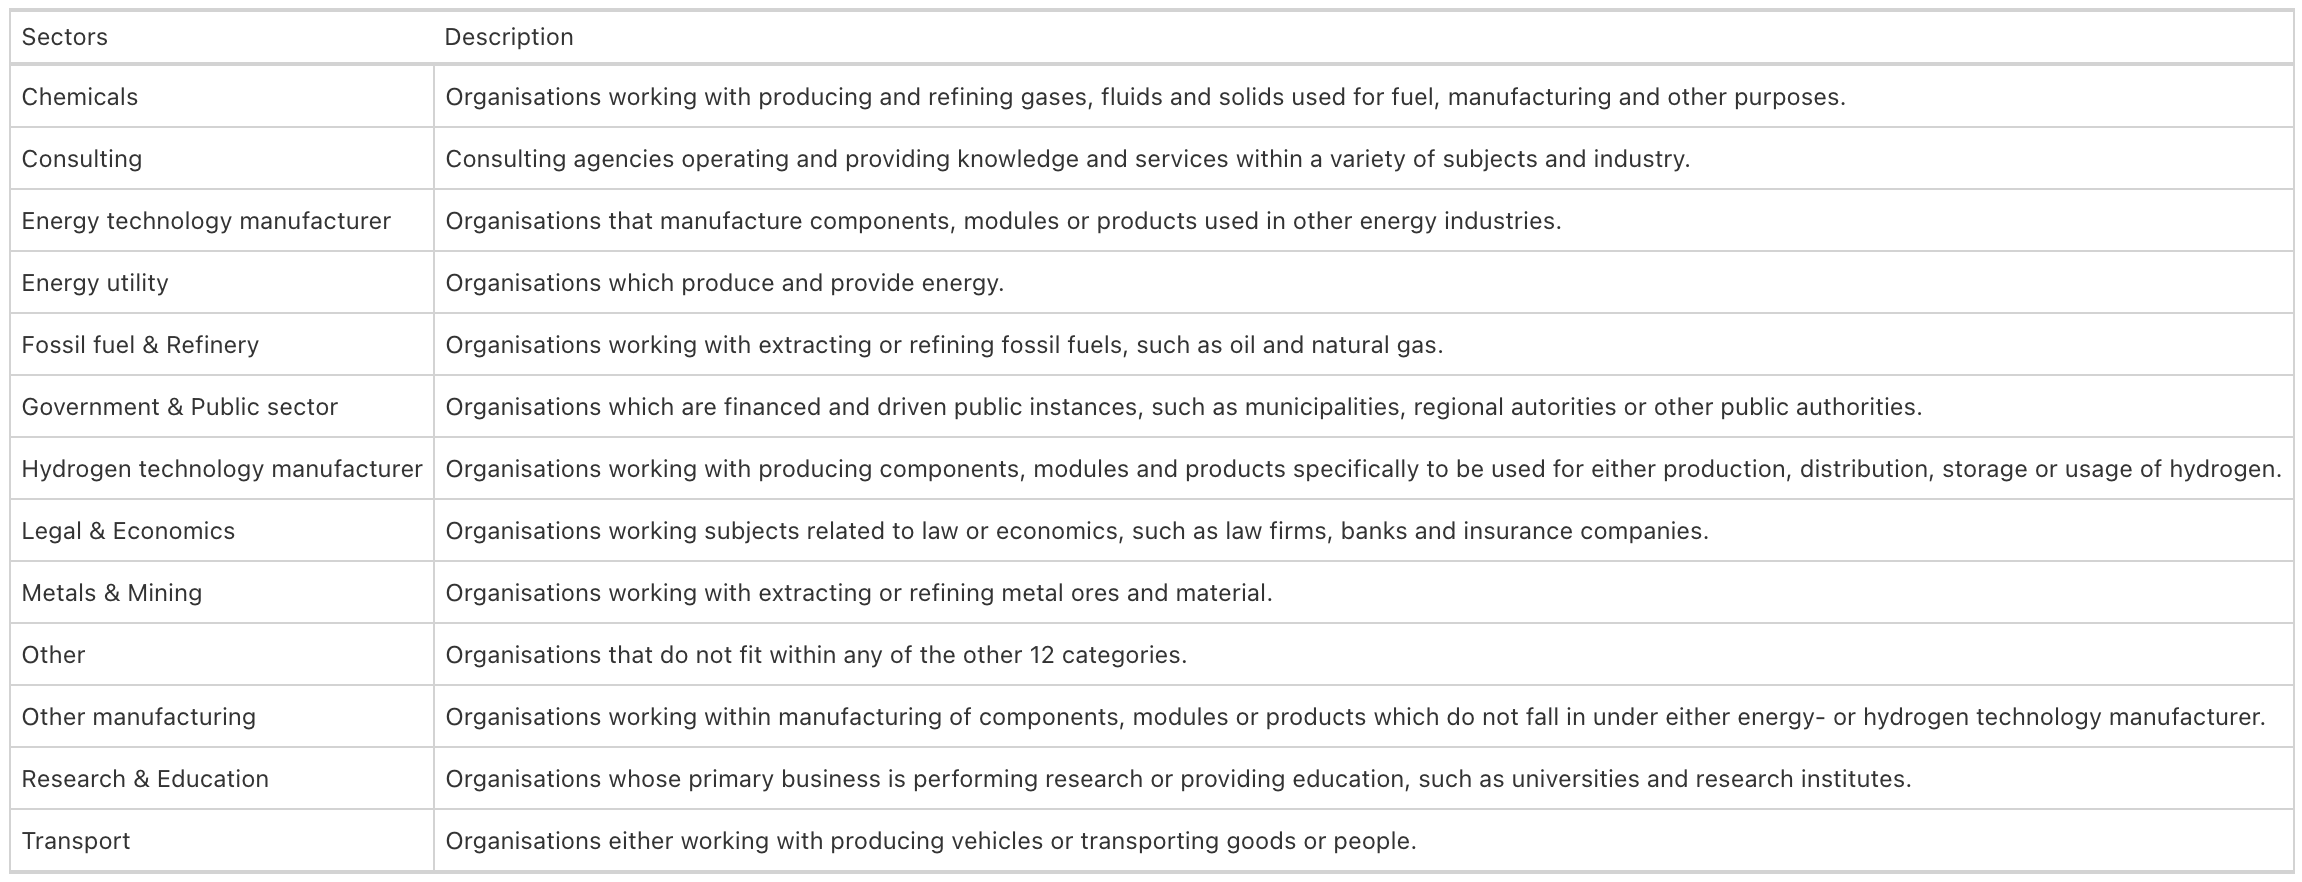 Sectors Description
Chemicals Organisations working with producing and refining gases, fluids and solids used for fuel, manufacturing and other purposes.
Consulting Consulting agencies operating and providing knowledge and services within a variety of subjects and industry.
Energy technology manufacturer Organisations that manufacture components, modules or products used in other energy industries.
Energy utility Organisations which produce and provide energy.
Fossil fuel & Refinery Organisations working with extracting or refining fossil fuels, such as oil and natural gas.
Government & Public sector Organisations which are financed and driven public instances, such as municipalities, regional autorities or other public authorities.
Hydrogen technology manufacturer Organisations working with producing components, modules and products specifically to be used for either production, distribution, storage or usage of hydrogen.
Legal & Economics Organisations working subjects related to law or economics, such as law firms, banks and insurance companies.
Metals & Mining Organisations working with extracting or refining metal ores and material.
Other Organisations that do not fit within any of the other 12 categories.
Other manufacturing Organisations working within manufacturing of components, modules or products which do not fall in under either energy- or hydrogen technology manufacturer.
Research & Education Organisations whose primary business is performing research or providing education, such as universities and research institutes.
Transport Organisations either working with producing vehicles or transporting goods or people.